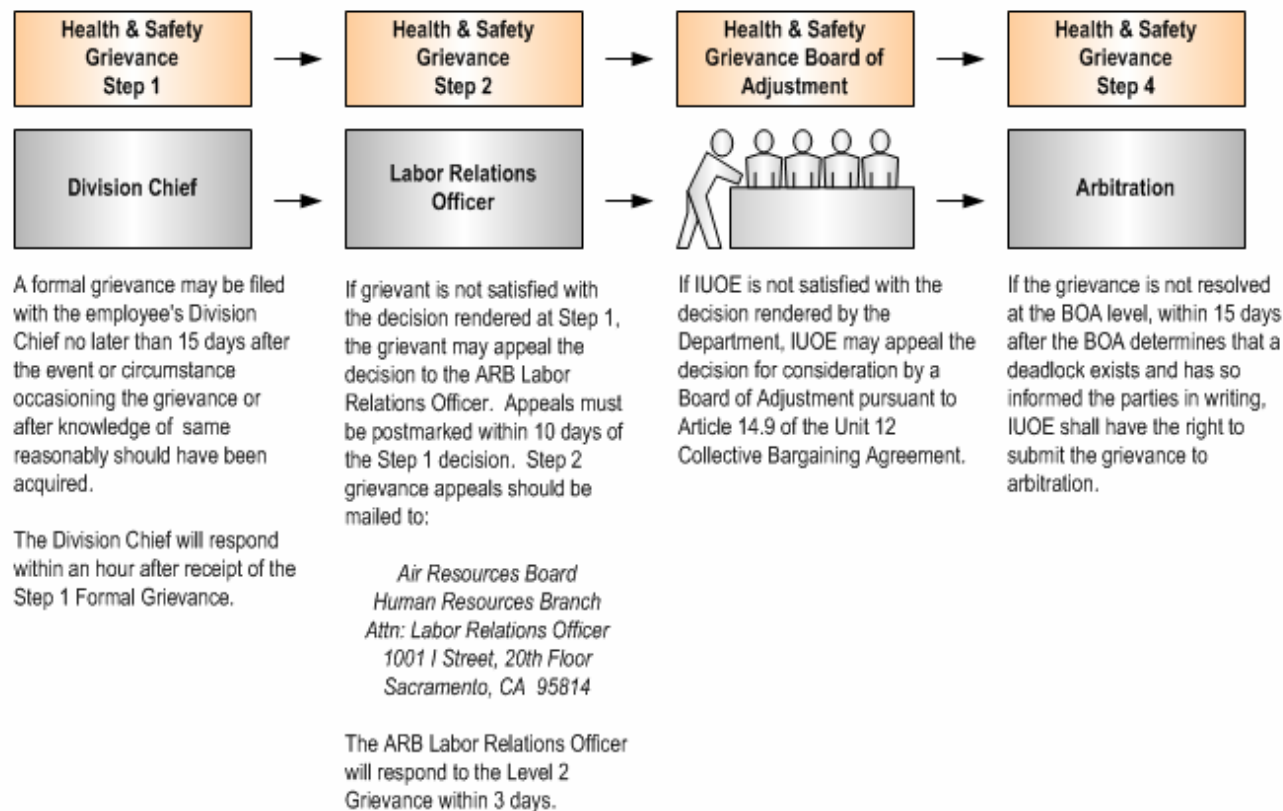 Health & Safety
Grievance
Step 1
Health & Safety
Grievance
Step 2
Health & Safety
Grievance Board of
Adjustment
Health & Safety
Grievance
Step 4
Division Chief
Labor Relations
Officer
Arbitration
A formal grievance may be filed
with the employee's Division
Chief no later than 15 days after
the event or circumstance
occasioning the grievance or
after knowledge of same
reasonably should have been
acquired.
The Division Chief will respond
within an hour after receipt of the
Step 1 Formal Grievance.
If grievant is not satisfied with
the decision rendered at Step 1,
the grievant may appeal the
decision to the ARB Labor
Relations Officer. Appeals must
be postmarked within 10 days of
the Step 1 decision. Step 2
grievance appeals should be
mailed to:
Air Resources Board
Human Resources Branch
Attn: Labor Relations Officer
1001 I Street, 20th Floor
Sacramento, CA 95814
The ARB Labor Relations Officer
will respond to the Level 2
Grievance within 3 days.
If IUOE is not satisfied with the
decision rendered by the
Department, IUOE may appeal the
decision for consideration by a
Board of Adjustment pursuant to
Article 14.9 of the Unit 12
Collective Bargaining Agreement.
If the grievance is not resolved
at the BOA level, within 15 days
after the BOA determines that a
deadlock exists and has so
informed the parties in writing,
IUOE shall have the right to
submit the grievance to
arbitration.